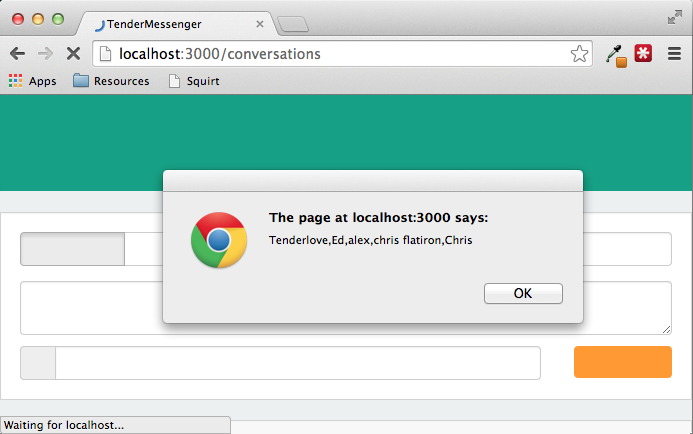 TenderMessenger
localhost:3000/conversations
Apps Resources Squirt
The page at localhost:3000 says:
Tenderlove,Ed,alex,chris flatiron,Chris
OK
Waiting for localhost...